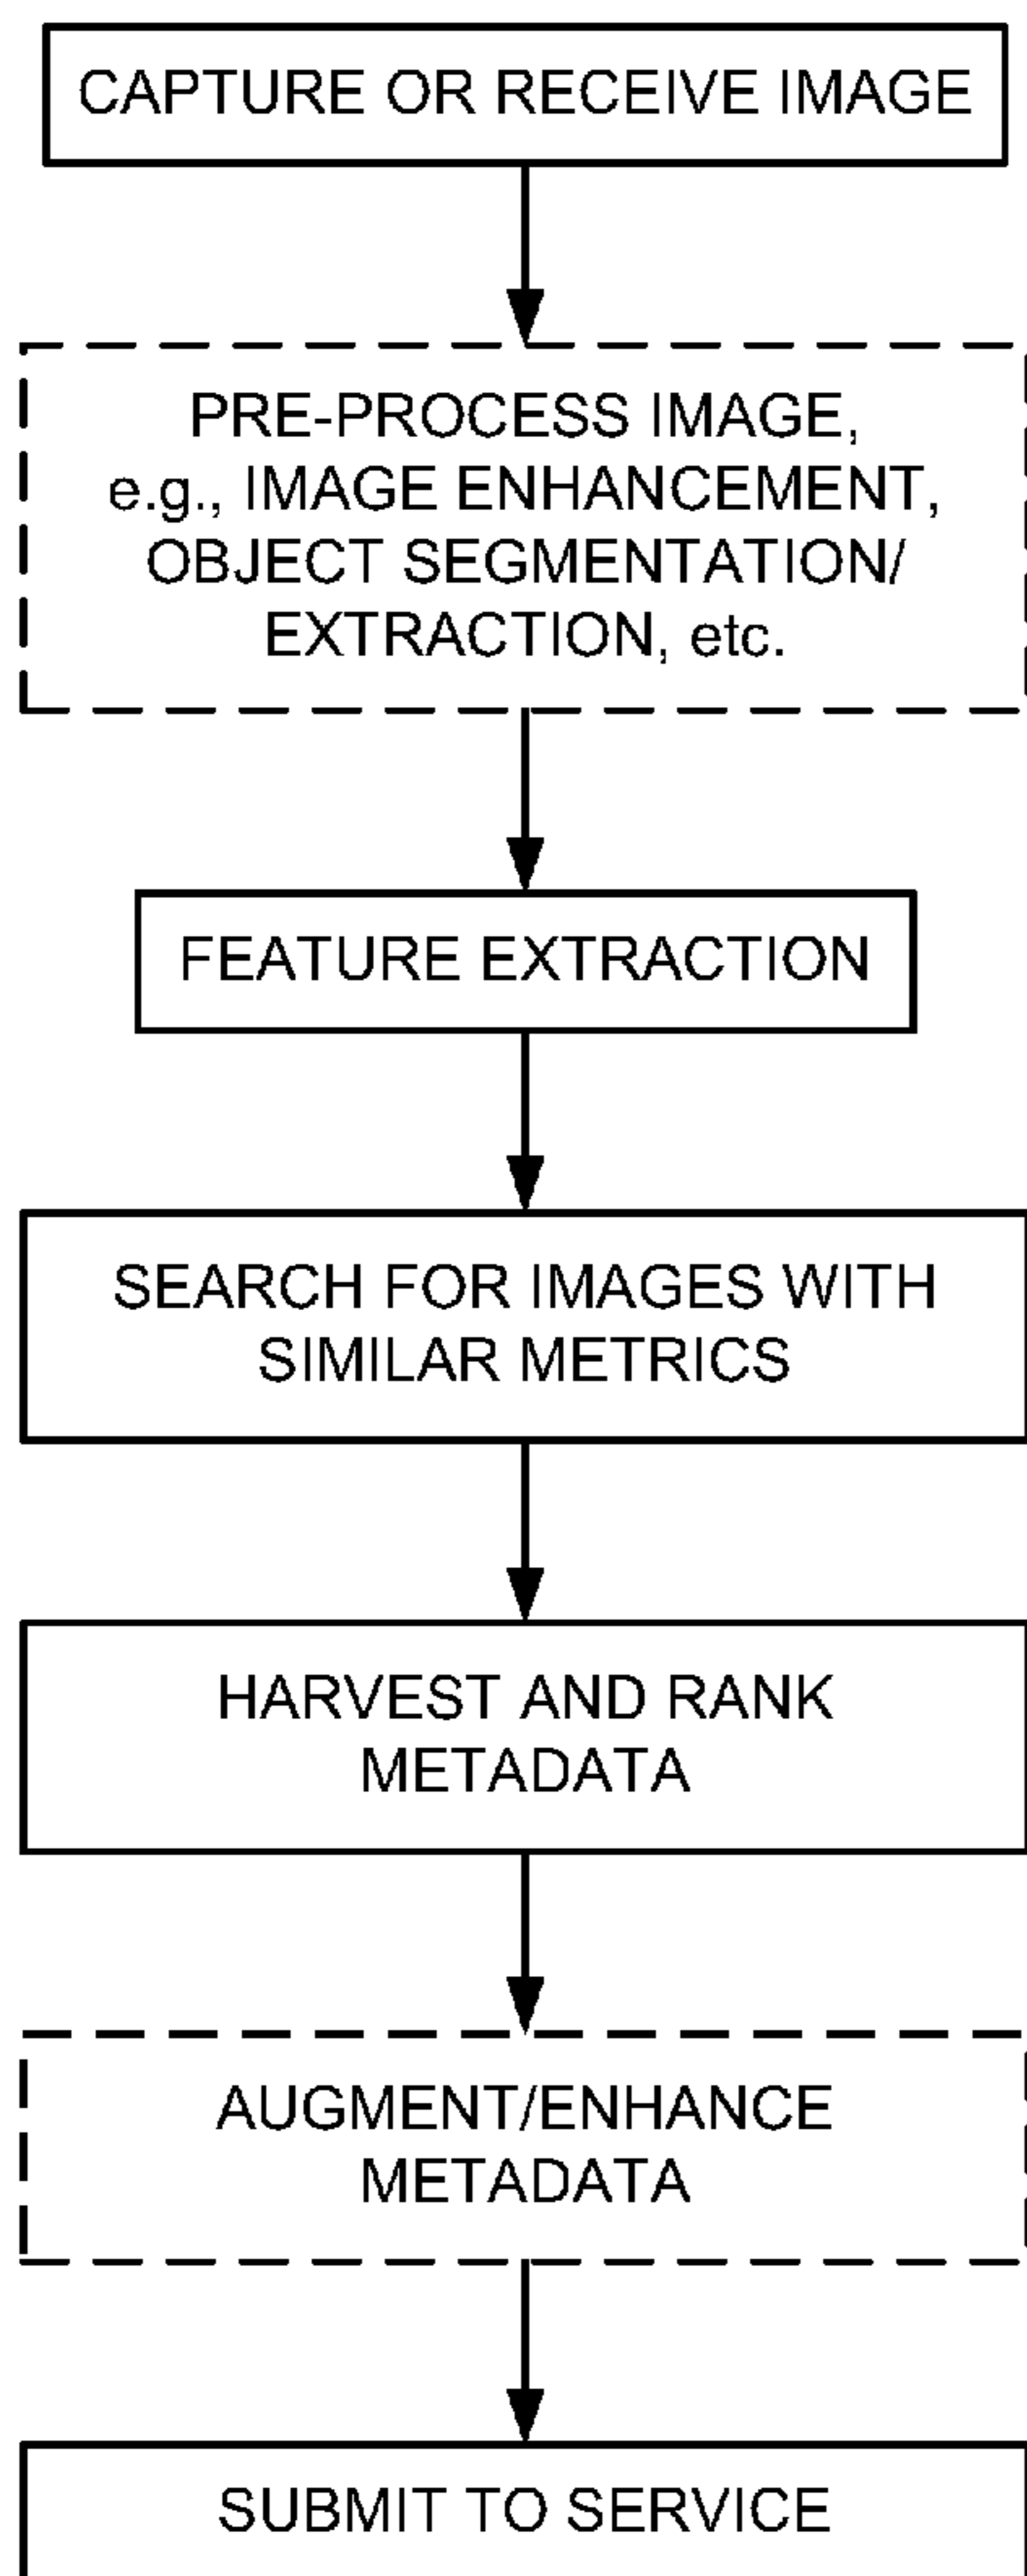 CAPTURE OR RECEIVE IMAGE
PRE-PROCESS IMAGE,
e.g., IMAGE ENHANCEMENT,
OBJECT SEGMENTATION/
EXTRACTION, etc.
FEATURE EXTRACTION
SEARCH FOR IMAGES WITH
SIMILAR METRICS
HARVEST AND RANK
METADATA
AUGMENT/ENHANCE
METADATA
SUBMIT TO SERVICE